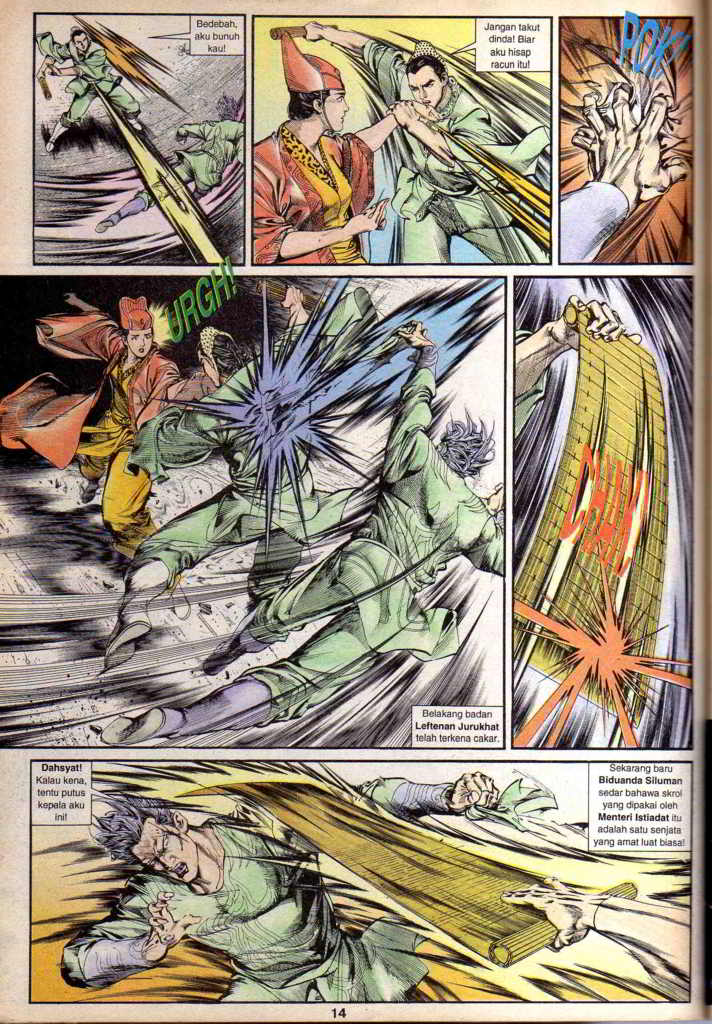 Bedebah,
aku bunuh
kau!
Jangan takut
dinda! Biar
aku hisap
racun itu!
POK!
URGH!
Belakang badan
Leftenan Jurukhat
telah terkena cakar.
CHAK!
Dahsyat!
Kalau kena,
tentu putus
kepala aku
ini!
Sekarang baru
Biduanda Siluman
sedar bahawa skrol
yang dipakai oleh
Menteri Istiadat itu
adalah satu senjata
yang amat luat biasa!
14